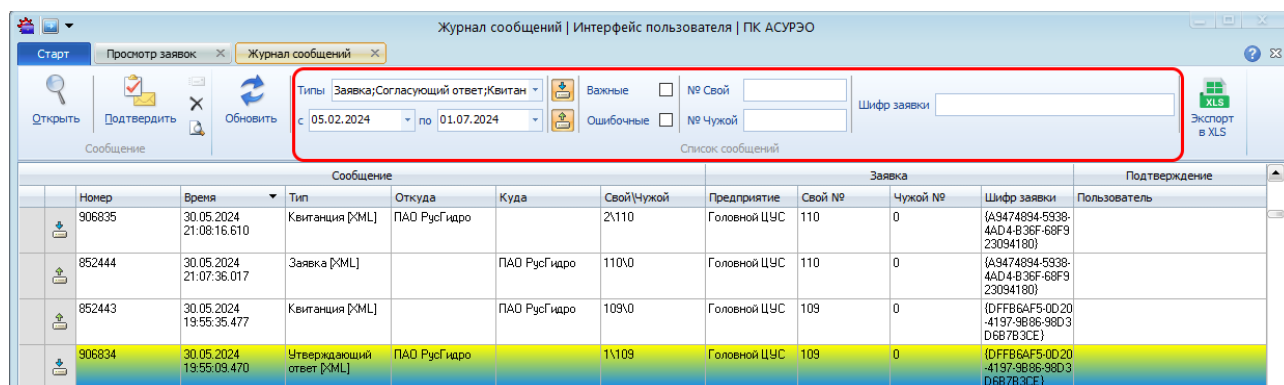 Журнал сообщений | Интерфейс пользователя | ПК АСУРЭО
Старт Просмотр заявок Журнал сообщений
Открыть Подтвердить Обновить
Сообщение
Типы Заявка;Согласующий ответ;Квитан Важные № Свой Шифр заявки
с 05.02.2024 по 01.07.2024 Ошибочные № Чужой
Список сообщений
XLS
Экспорт
в XLS
Сообщение Заявка Подтверждение
Номер Время Тип Откуда Куда Свой\Чужой Предприятие Свой № Чужой № Шифр заявки Пользователь
906835 30.05.2024 Квитанция [XML] ПАО РусГидро 2\110 Головной ЦУС 110 0 {A9474894-5938-
21:08:16.610 4AD4-B36F-68F9
23094180}
852444 30.05.2024 Заявка [XML] ПАО РусГидро 110\0 Головной ЦУС 110 0 {A9474894-5938-
21:07:36.017 4AD4-B36F-68F9
23094180}
852443 30.05.2024 Квитанция [XML] ПАО РусГидро 109\0 Головной ЦУС 109 0 {DFFB6AF5-0D20
19:55:35.477 -4197-9B86-98D3
D6B7B3CE}
906834 30.05.2024 Утверждающий ПАО РусГидро 1\109 Головной ЦУС 109 0 {DFFB6AF5-0D20
19:55:09.470 ответ [XML] -4197-9B86-98D3
D6B7B3CE}